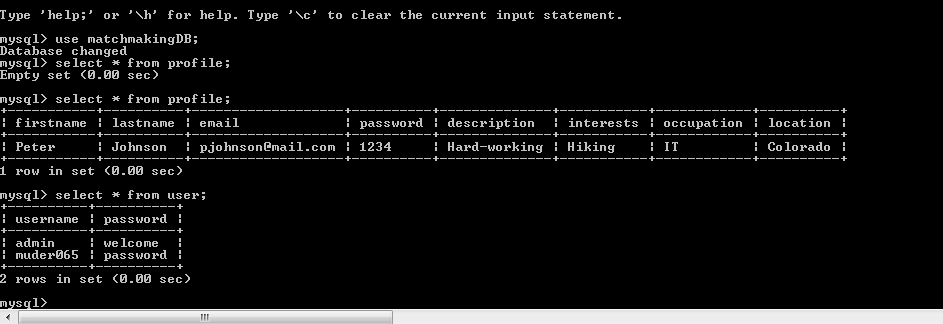 Type 'help;' or '\h' for help. Type '\c' to clear the current input statement.
mysql> use matchmakingDB;
Database changed
mysql> select * from profile;
Empty set (0.00 sec)
mysql> select * from profile;
+-----------+----------+-------------------+----------+--------------+-----------+------------+----------+
| firstname | lastname | email             | password | description  | interests | occupation | location |
+-----------+----------+-------------------+----------+--------------+-----------+------------+----------+
| Peter     | Johnson  | pjohnson@mail.com | 1234     | Hard-working | Hiking    | IT         | Colorado |
+-----------+----------+-------------------+----------+--------------+-----------+------------+----------+
1 row in set (0.00 sec)
mysql> select * from user;
+----------+----------+
| username | password |
+----------+----------+
| admin    | welcome  |
| muder065 | password |
+----------+----------+
2 rows in set (0.00 sec)
mysql>